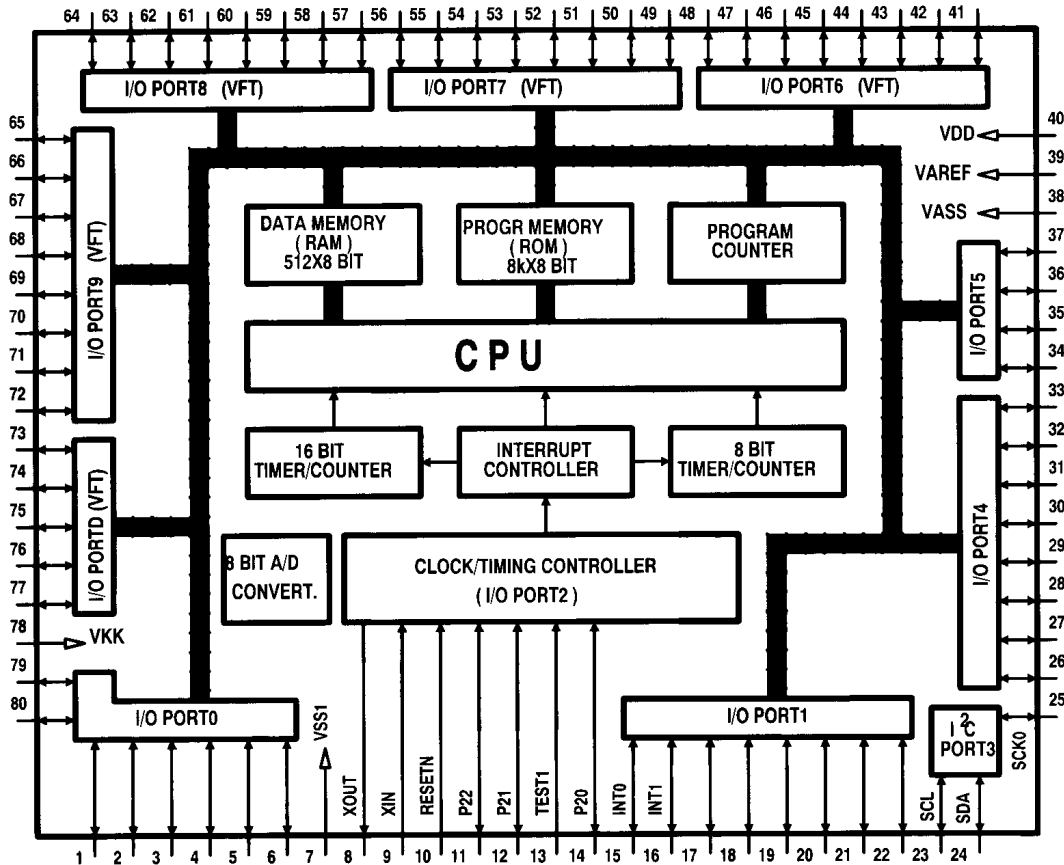 64 63 62 61 60 59 58 57 56 55 54 53 52 51 50 49 48 47 46 45 44 43 42 41
I/O PORT8 (VFT)
I/O PORT7 (VFT)
I/O PORT6 (VFT)
65
66
67
68
69
70
71
72
73
74
75
76
77
78
79
80
I/O PORT9 (VFT)
I/O PORTD (VFT)
VKK
I/O PORT0
DATA MEMORY
( RAM )
512X8 BIT
PROGR MEMORY
( ROM )
8kX8 BIT
PROGRAM
COUNTER
CPU
16 BIT
TIMER/COUNTER
INTERRUPT
CONTROLLER
8 BIT
TIMER/COUNTER
8 BIT A/D
CONVERT.
CLOCK/TIMING CONTROLLER
( I/O PORT2 )
VDD
VAREF
VASS
40
39
38
37
36
35
34
33
32
31
30
29
28
27
26
25
I/O PORT5
I/O PORT4
I/O PORT1
I²C
PORT3
SCK0
VSS1
XOUT
XIN
RESETN
P22
P21
TEST1
P20
INT0
INT1
SCL
SDA
1 2 3 4 5 6 7 8 9 10 11 12 13 14 15 16 17 18 19 20 21 22 23 24